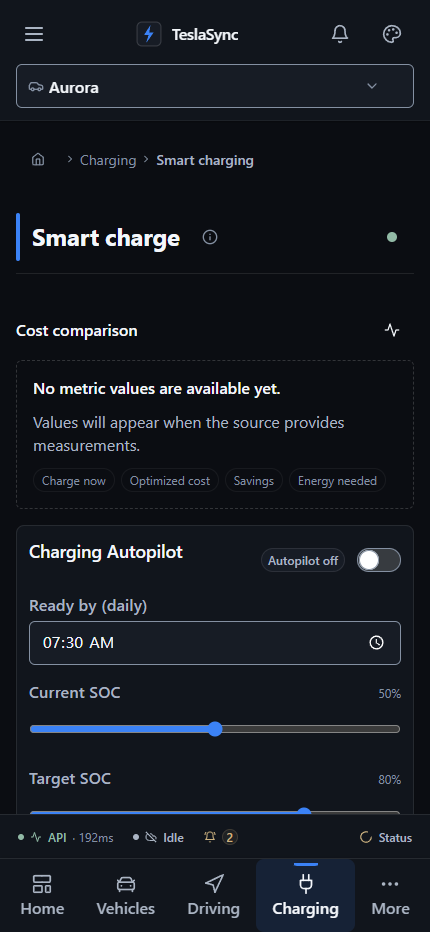 TeslaSync
Aurora
Charging
Smart charging
Smart charge
Cost comparison
No metric values are available yet.
Values will appear when the source provides
measurements.
Charge now
Optimized cost
Savings
Energy needed
Charging Autopilot
Autopilot off
Ready by (daily)
07:30 AM
Current SOC
50%
Target SOC
80%
API · 192ms
Idle
2
Status
Home
Vehicles
Driving
Charging
More